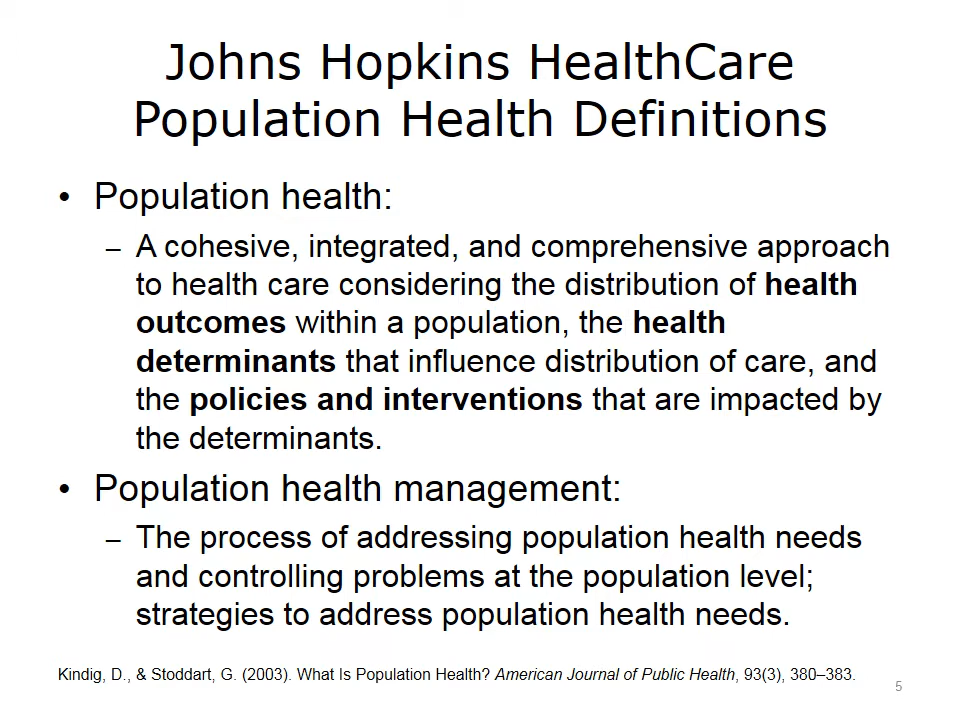 Johns Hopkins HealthCare
Population Health Definitions
• Population health:
– A cohesive, integrated, and comprehensive approach
to health care considering the distribution of health
outcomes within a population, the health
determinants that influence distribution of care, and
the policies and interventions that are impacted by
the determinants.
• Population health management:
– The process of addressing population health needs
and controlling problems at the population level;
strategies to address population health needs.
Kindig, D., & Stoddart, G. (2003). What Is Population Health? American Journal of Public Health, 93(3), 380–383.
5